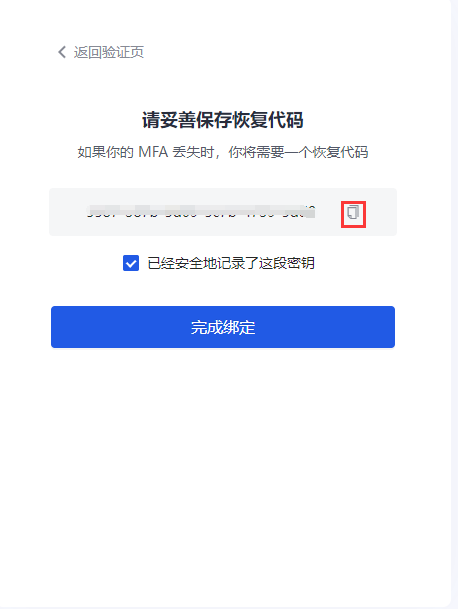 返回验证页
请妥善保存恢复代码
如果你的 MFA 丢失时，你将需要一个恢复代码
已经安全地记录了这段密钥
完成绑定